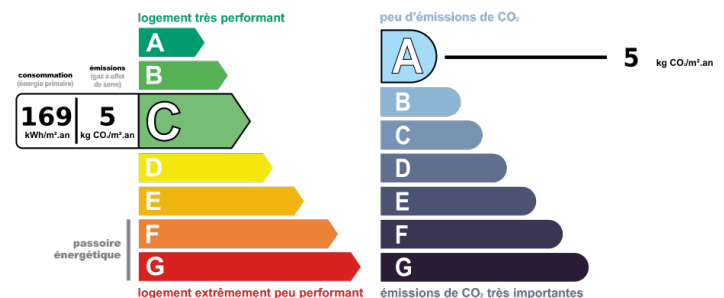 logement très performant
A
B
consommation
(énergie primaire)
émissions
(gaz à effet
de serre)
169
kWh/m².an
5
kg CO₂/m².an
C
D
E
F
G
passoire
énergétique
logement extrêmement peu performant
peu d'émissions de CO₂
A
5
kg CO₂/m².an
B
C
D
E
F
G
émissions de CO₂ très importantes